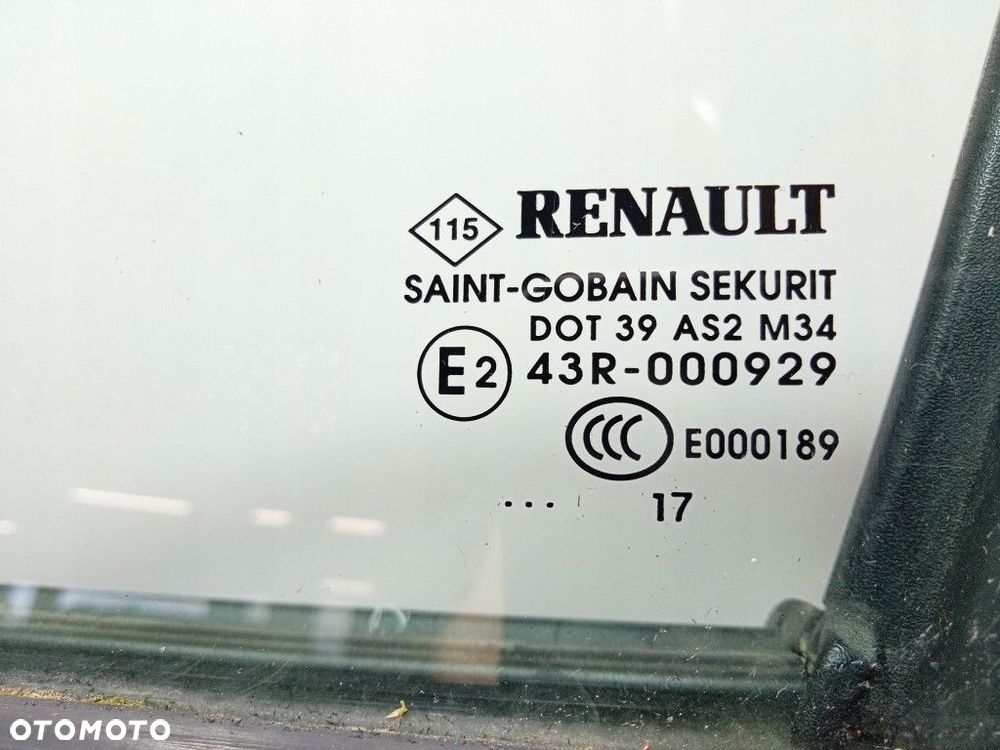 115 RENAULT
SAINT-GOBAIN SEKURIT
DOT 39 AS2 M34
E2 43R-000929
CCC E000189
... 17
OTOMOTO